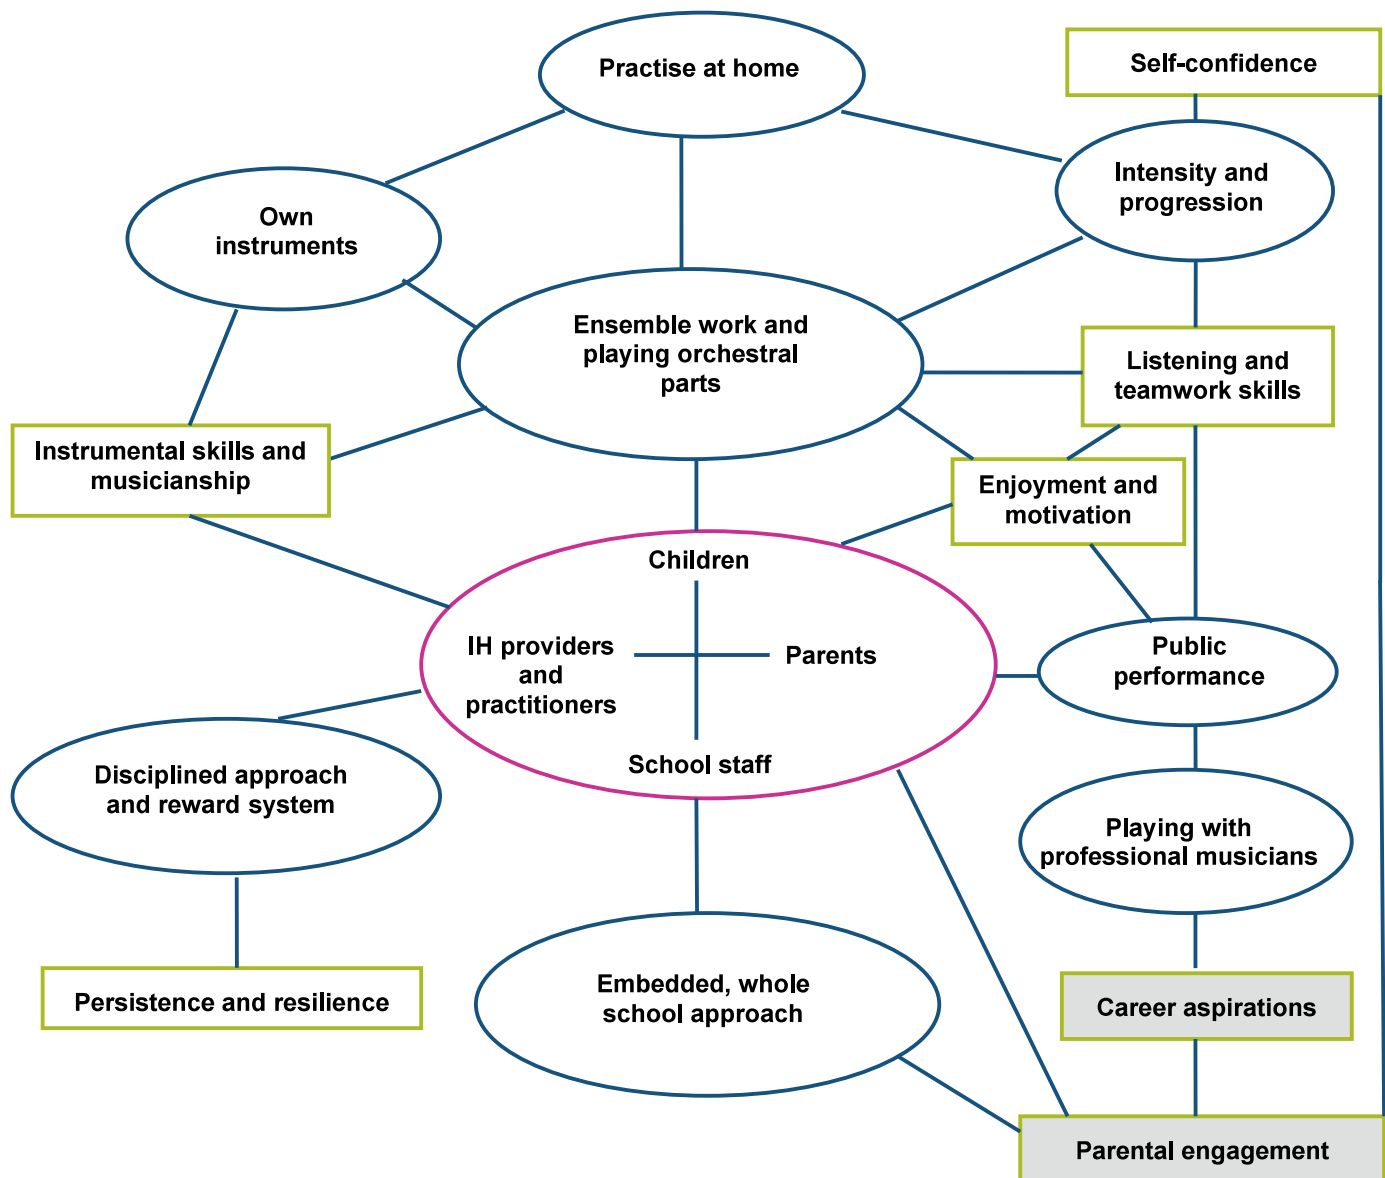 Practise at home
Self-confidence
Intensity and
progression
Own
instruments
Ensemble work and
playing orchestral
parts
Listening and
teamwork skills
Instrumental skills and
musicianship
Enjoyment and
motivation
Children
IH providers
and
practitioners
Parents
School staff
Public
performance
Disciplined approach
and reward system
Playing with
professional musicians
Persistence and resilience
Embedded, whole
school approach
Career aspirations
Parental engagement